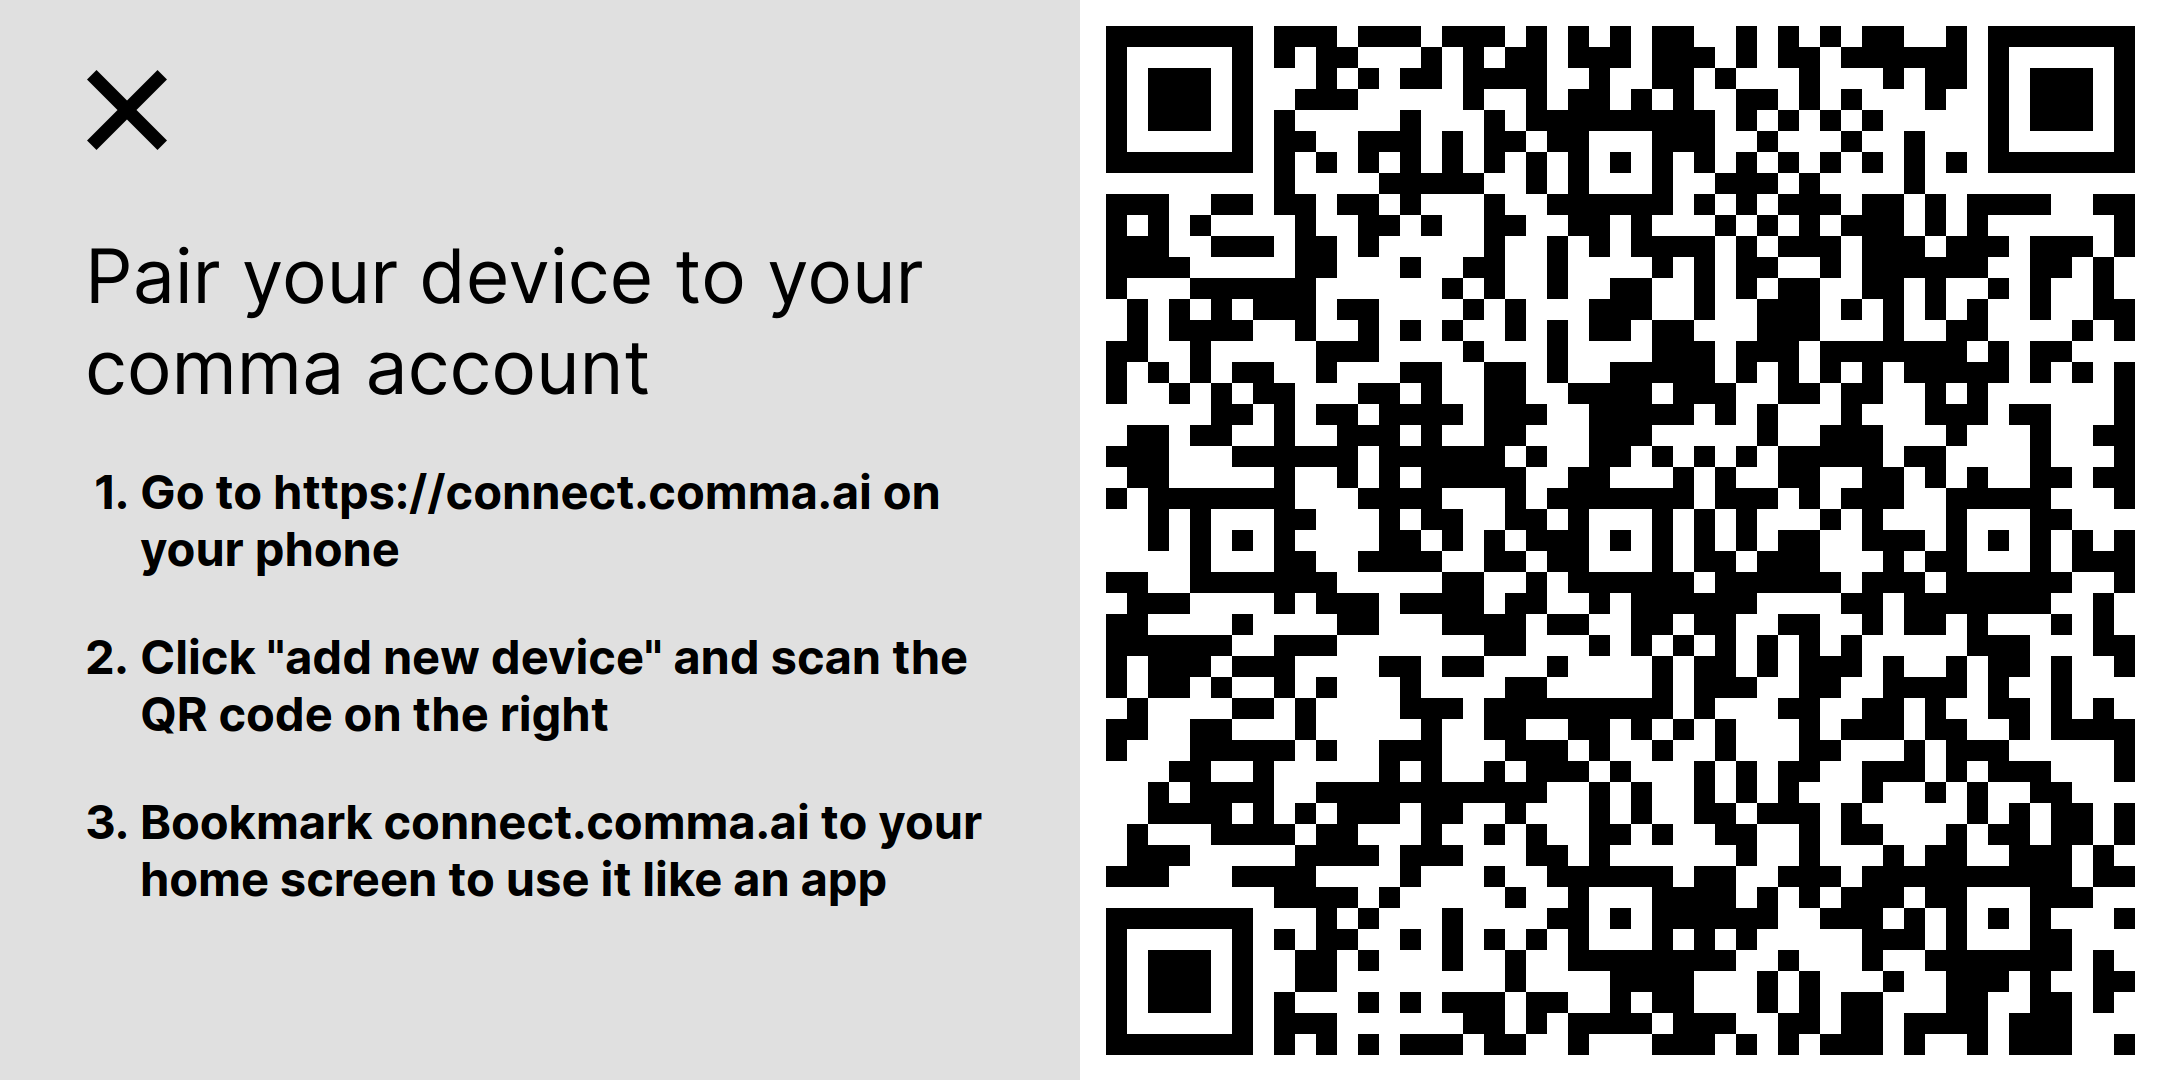 Pair your device to your
comma account
1. Go to https://connect.comma.ai on
your phone
2. Click "add new device" and scan the
QR code on the right
3. Bookmark connect.comma.ai to your
home screen to use it like an app